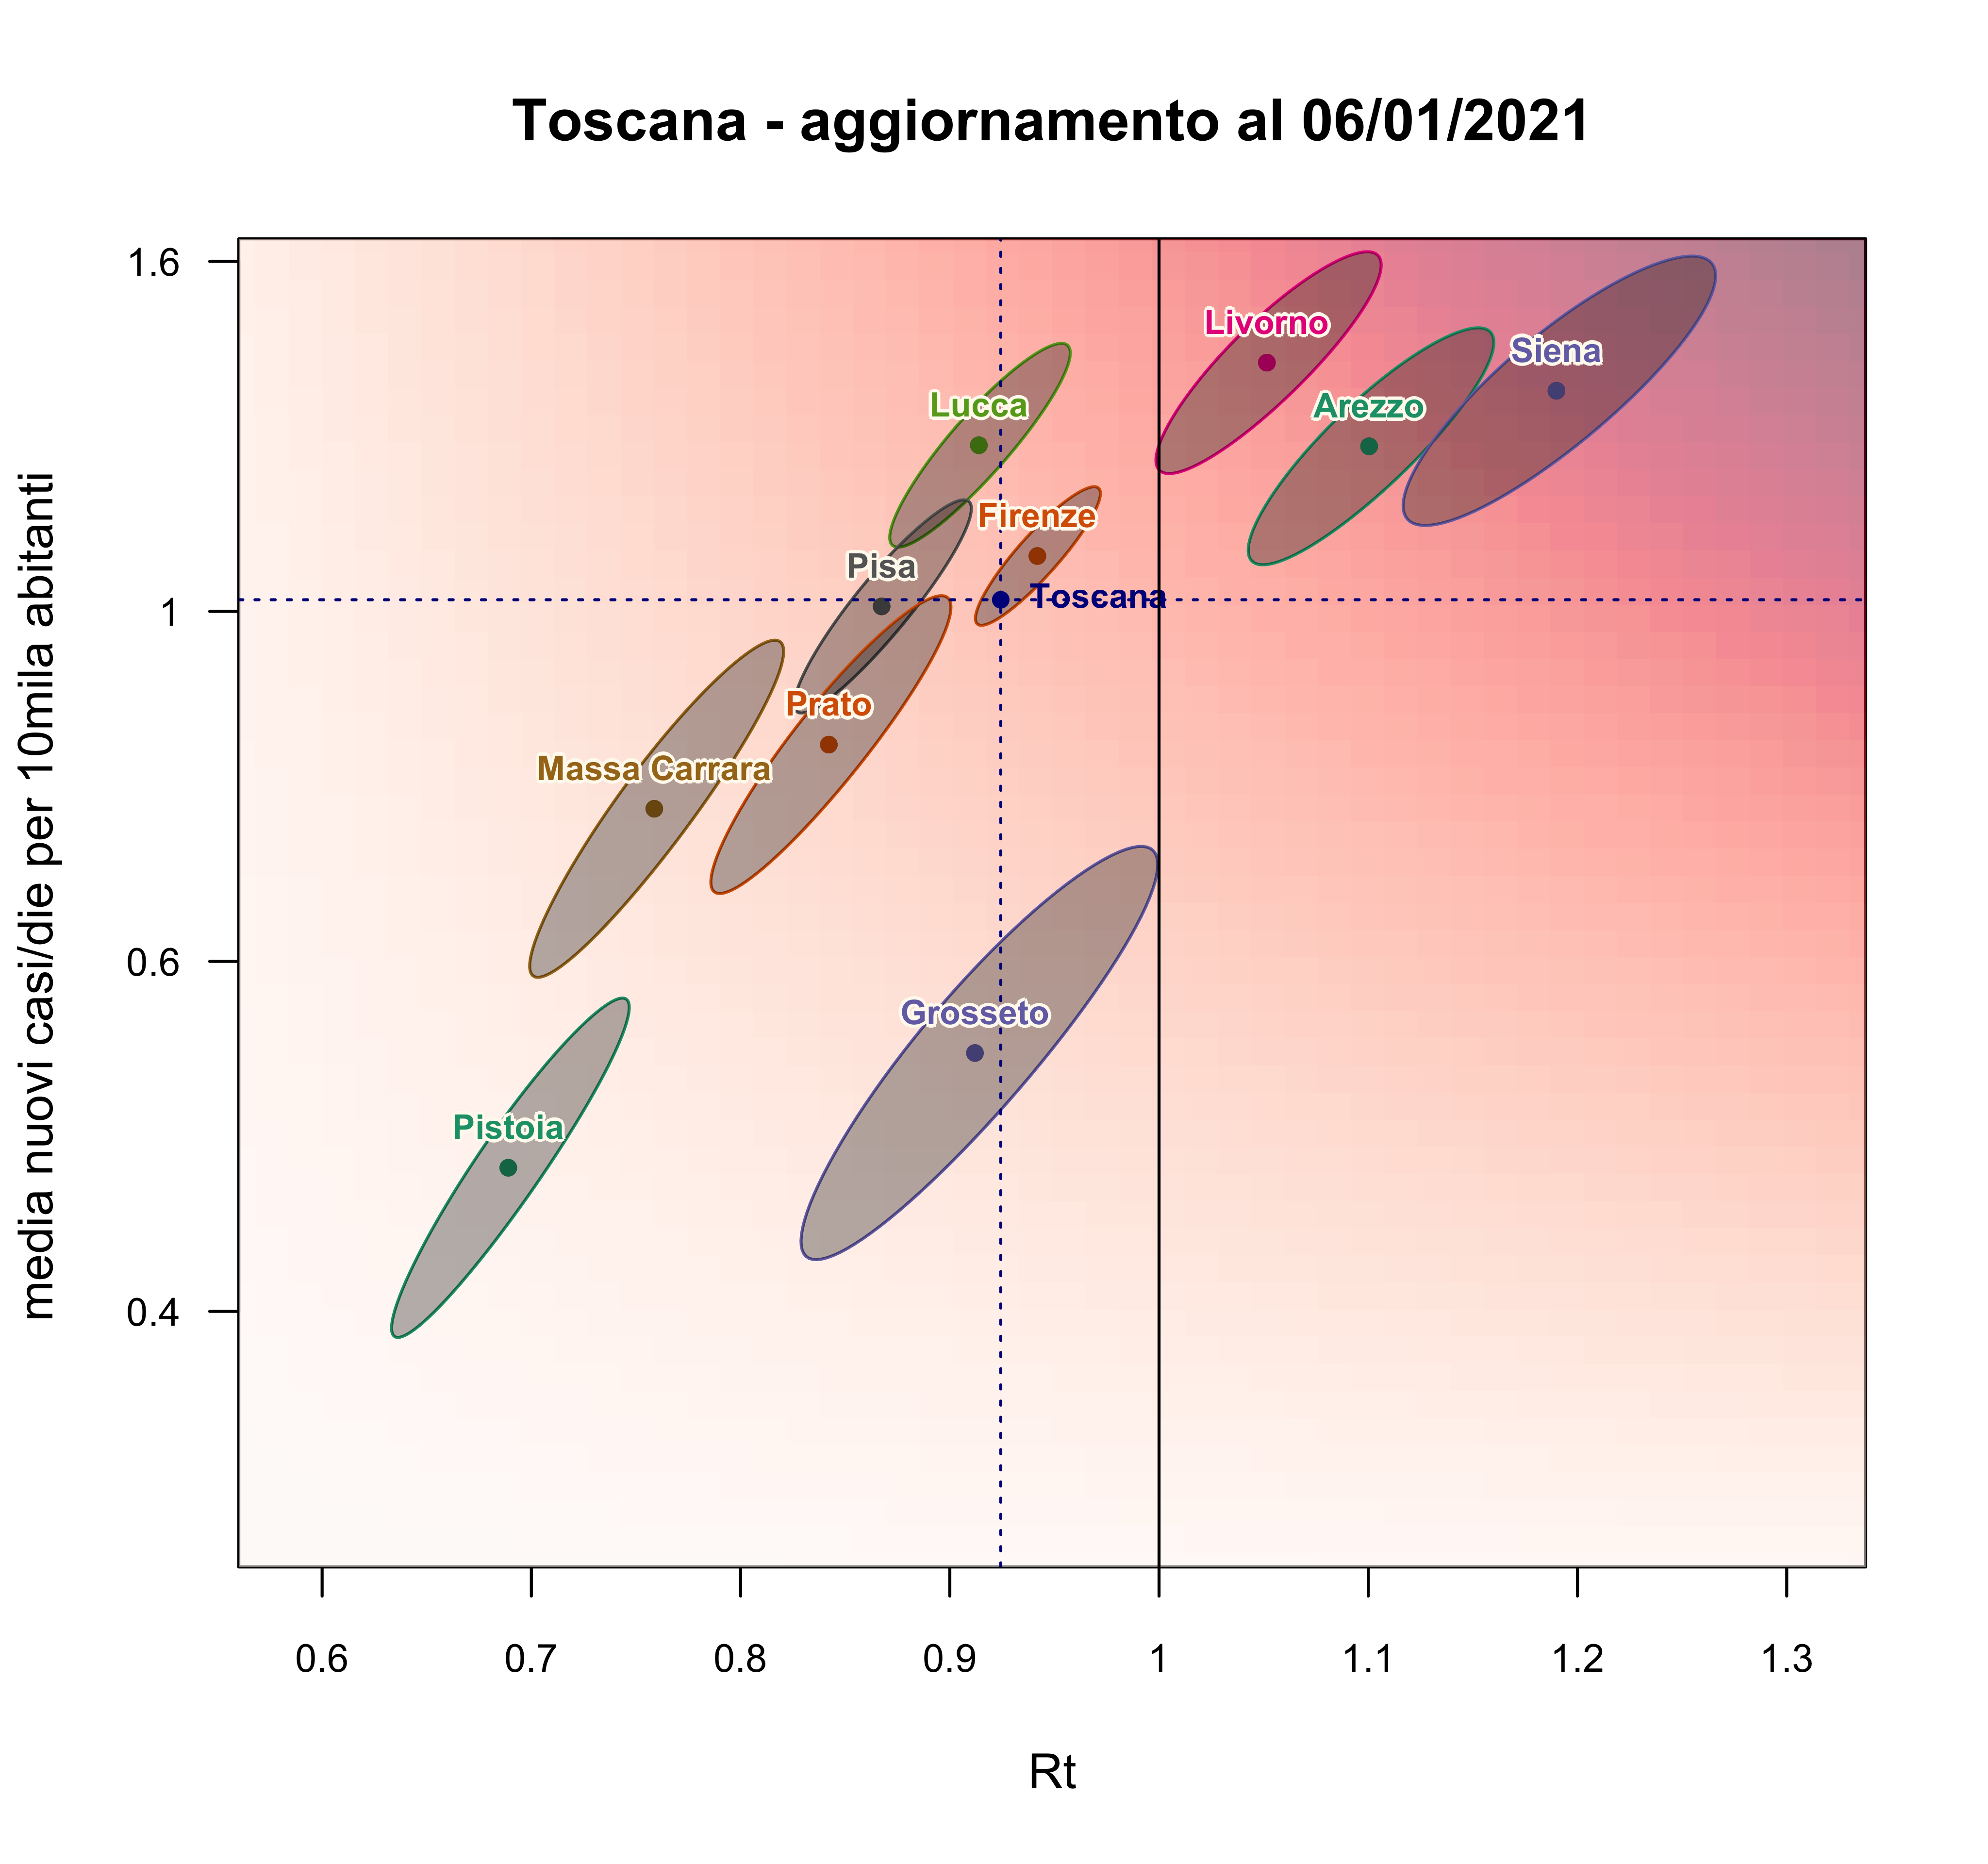 Toscana - aggiornamento al 06/01/2021
media nuovi casi/die per 10mila abitanti
1.6
1
0.6
0.4
Livorno
Siena
Lucca
Arezzo
Firenze
Pisa
Toscana
Prato
Massa Carrara
Grosseto
Pistoia
0.6 0.7 0.8 0.9 1 1.1 1.2 1.3
Rt